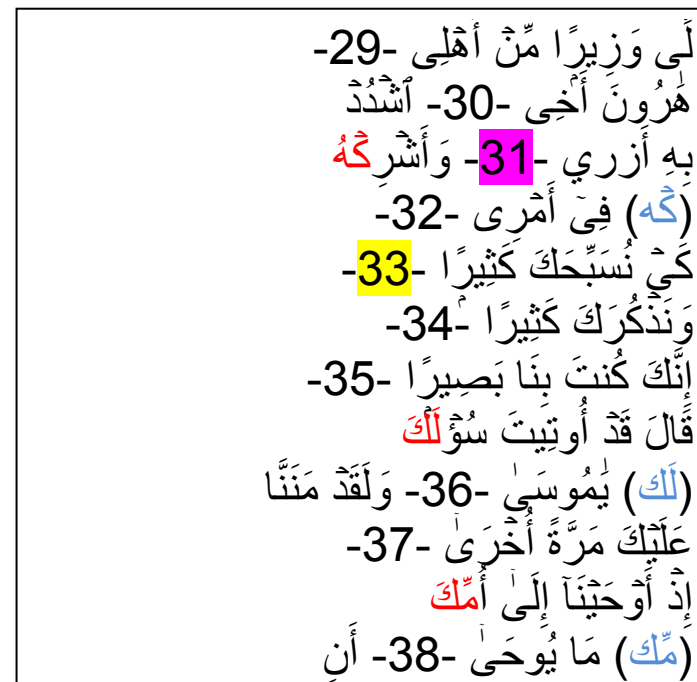 لِّى وَزِيرًا مِّنۡ أَهۡلِى -29-
هَٰرُونَ أَخِى -30- ٱشۡدُدۡ
بِهِ أَزري -31- وَأَشۡرِكۡهُ
(كۡه) فِىٓ أَمۡرِى -32-
كَىۡ نُسَبِّحَكَ كَثِيرًا -33-
وَنَذۡكُرَكَ كَثِيرًا -34-
إِنَّكَ كُنتَ بِنَا بَصِيرًا -35-
قَالَ قَدۡ أُوتِيتَ سُؤۡلَكَ
(لَك) يَٰمُوسَىٰ -36- وَلَقَدۡ مَنَنَّا
عَلَيۡكَ مَرَّةً أُخۡرَىٰٓ -37-
إِذۡ أَوۡحَيۡنَآ إِلَىٰٓ أُمِّكَ
(مِّك) مَا يُوحَىٰٓ -38- أَنِ